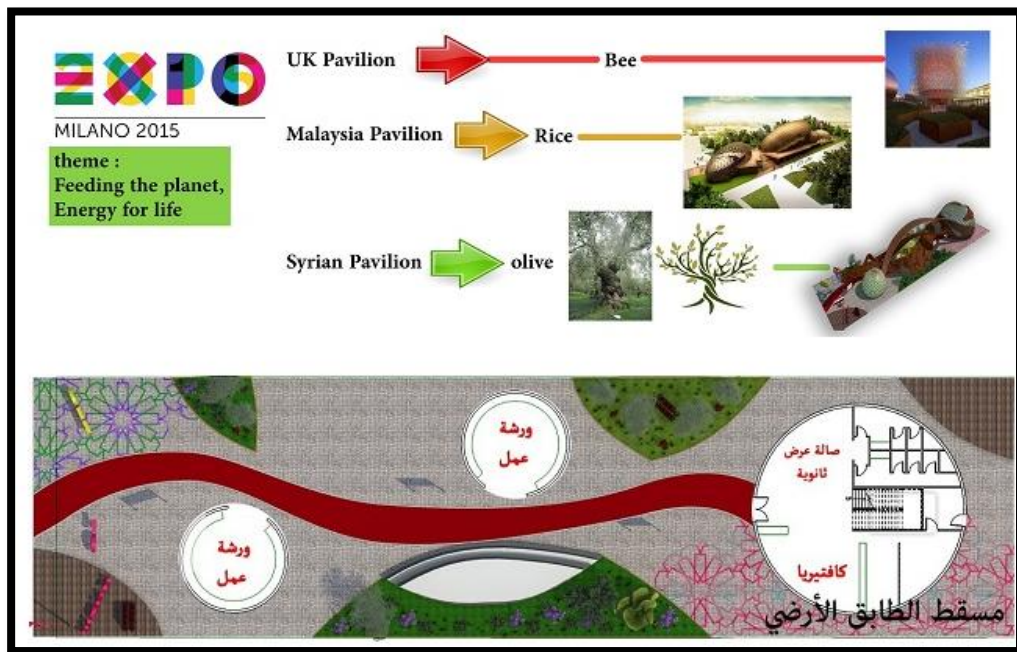 EXPO
MILANO 2015
theme :
Feeding the planet,
Energy for life
UK Pavilion
Bee
Malaysia Pavilion
Rice
Syrian Pavilion
olive
ورشة
عمل
ورشة
عمل
صالة عرض
ثانوية
كافتيريا
مسقط الطابق الأرضي